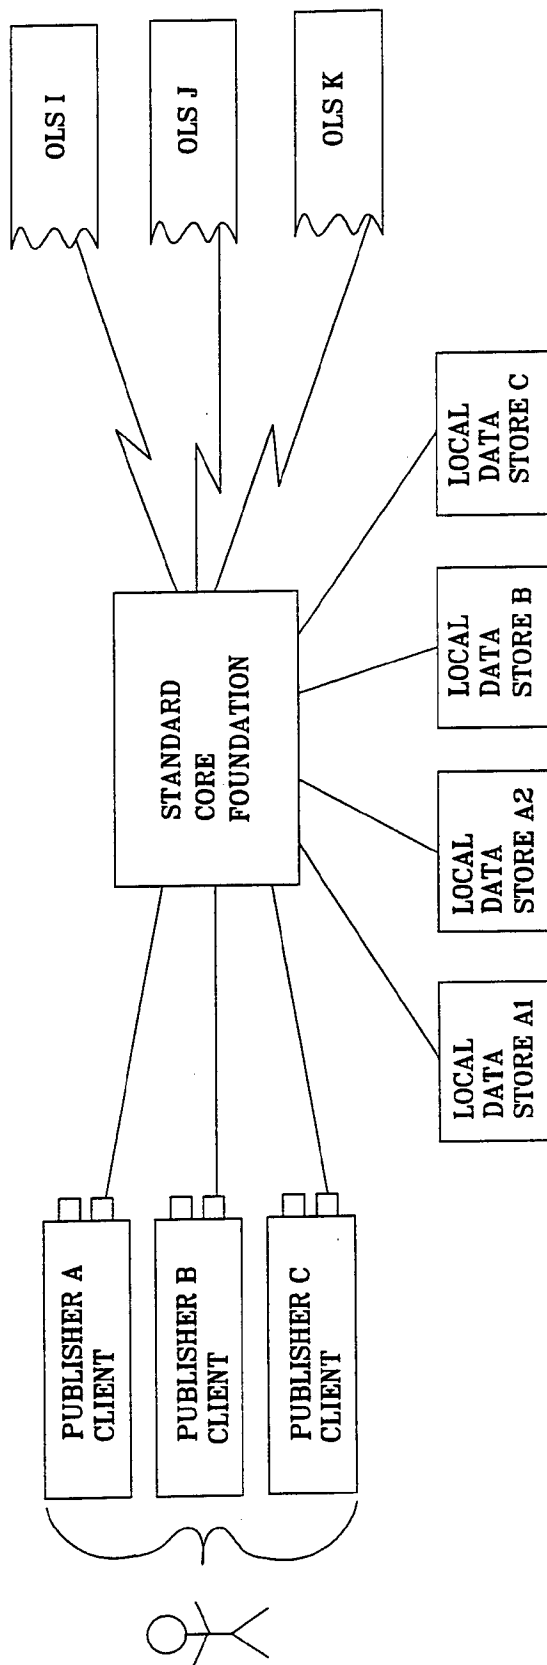 PUBLISHER A
CLIENT
PUBLISHER B
CLIENT
PUBLISHER C
CLIENT
STANDARD
CORE
FOUNDATION
OLS I
OLS J
OLS K
LOCAL
DATA
STORE A1
LOCAL
DATA
STORE A2
LOCAL
DATA
STORE B
LOCAL
DATA
STORE C